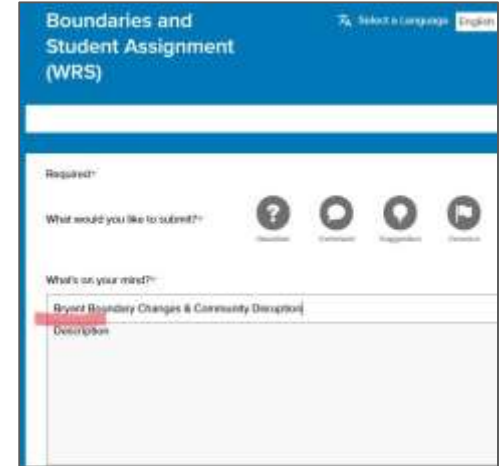 Boundaries and
Student Assignment
(WRS)
Select a Language English
Required*
What would you like to submit?*
Question Comment Suggestion Concern
What's on your mind?*
Bryant Boundary Changes & Community Disruption
Description